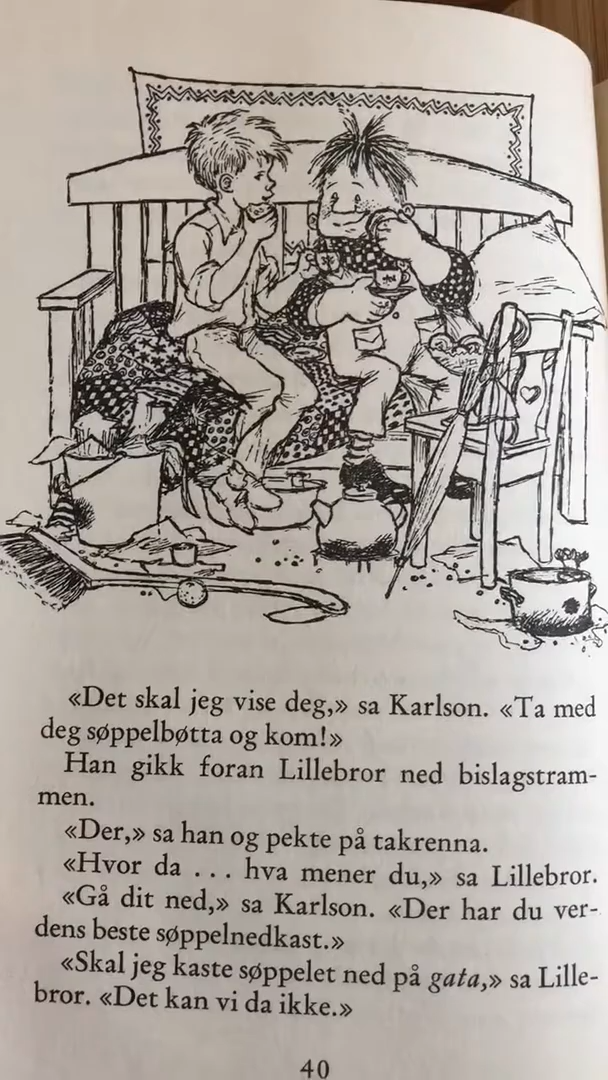 «Det skal jeg vise deg,» sa Karlson. «Ta med
deg søppelbøtta og kom!»
Han gikk foran Lillebror ned bislagstram-
men.
«Der,» sa han og pekte på takrenna.
«Hvor da . . . hva mener du,» sa Lillebror.
«Gå dit ned,» sa Karlson. «Der har du ver-
dens beste søppelnedkast.»
«Skal jeg kaste søppelet ned på gata,» sa Lille-
bror. «Det kan vi da ikke.»
40